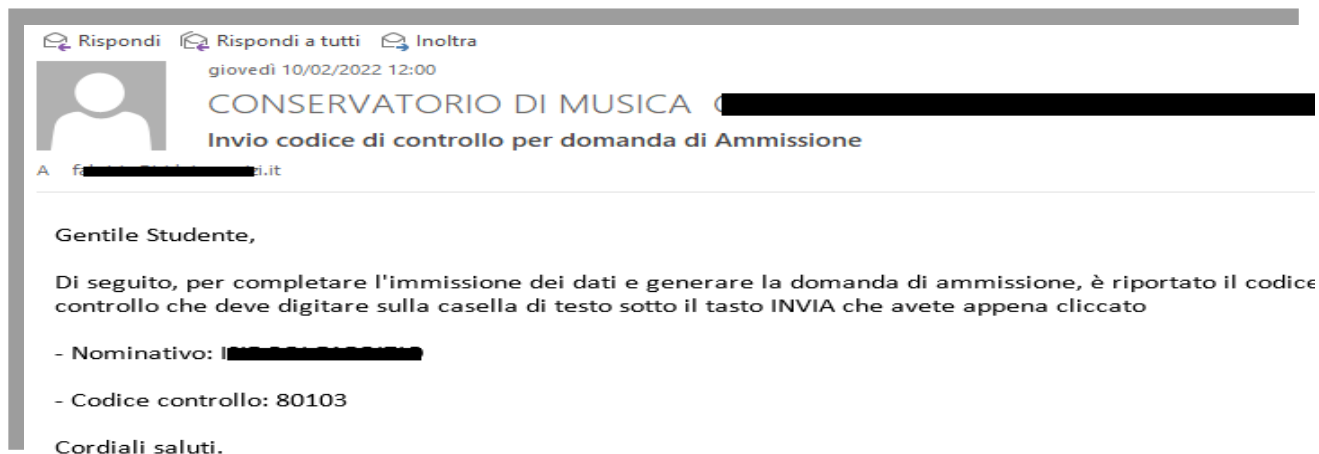 Rispondi Rispondi a tutti Inoltra
giovedì 10/02/2022 12:00
CONSERVATORIO DI MUSICA
Invio codice di controllo per domanda di Ammissione
A
Gentile Studente,
Di seguito, per completare l'immissione dei dati e generare la domanda di ammissione, è riportato il codice
controllo che deve digitare sulla casella di testo sotto il tasto INVIA che avete appena cliccato
- Nominativo:
- Codice controllo: 80103
Cordiali saluti.